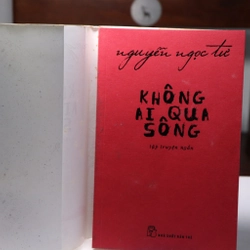 nguyễn ngọc tư
KHÔNG
AI QUA
SÔNG
tập truyện ngắn